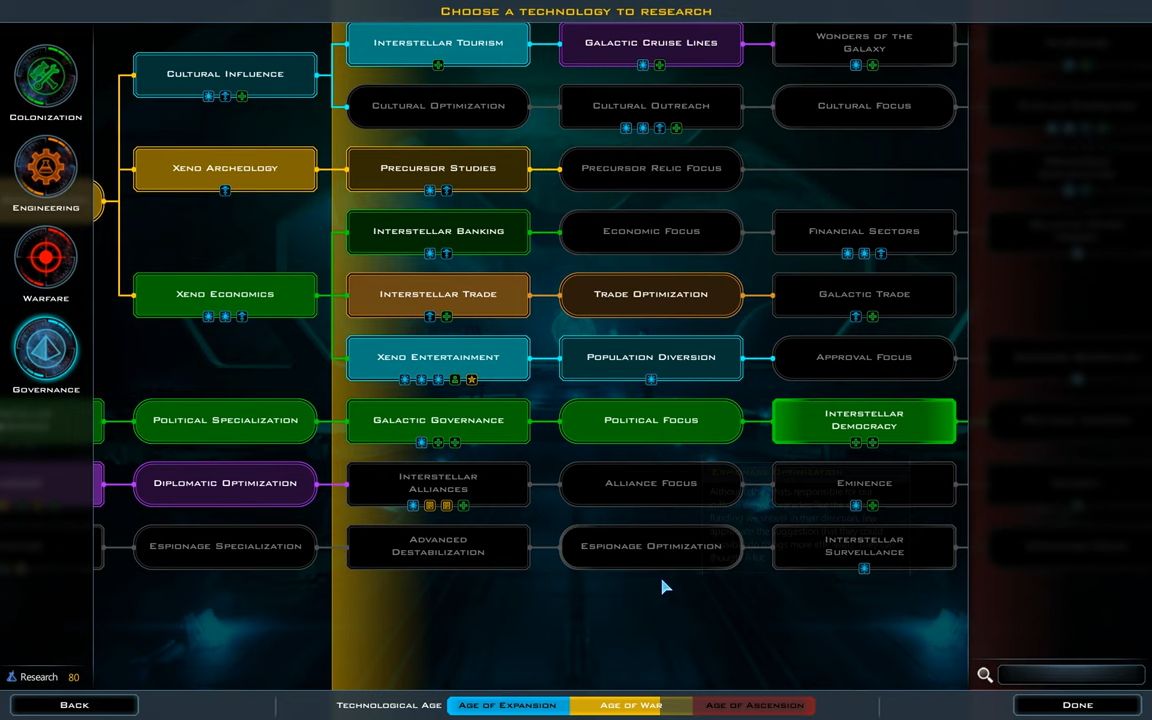 CHOOSE A TECHNOLOGY TO RESEARCH
COLONIZATION
ENGINEERING
WARFARE
GOVERNANCE
CULTURAL INFLUENCE
INTERSTELLAR TOURISM
GALACTIC CRUISE LINES
WONDERS OF THE
GALAXY
CULTURAL OPTIMIZATION
CULTURAL OUTREACH
CULTURAL FOCUS
XENO ARCHEOLOGY
PRECURSOR STUDIES
PRECURSOR RELIC FOCUS
INTERSTELLAR BANKING
ECONOMIC FOCUS
FINANCIAL SECTORS
XENO ECONOMICS
INTERSTELLAR TRADE
TRADE OPTIMIZATION
GALACTIC TRADE
XENO ENTERTAINMENT
POPULATION DIVERSION
APPROVAL FOCUS
POLITICAL SPECIALIZATION
GALACTIC GOVERNANCE
POLITICAL FOCUS
INTERSTELLAR
DEMOCRACY
DIPLOMATIC OPTIMIZATION
INTERSTELLAR
ALLIANCES
ALLIANCE FOCUS
EMINENCE
ESPIONAGE SPECIALIZATION
ADVANCED
DESTABILIZATION
ESPIONAGE OPTIMIZATION
INTERSTELLAR
SURVEILLANCE
Research 80
BACK
TECHNOLOGICAL AGE
AGE OF EXPANSION
AGE OF WAR
AGE OF ASCENSION
DONE